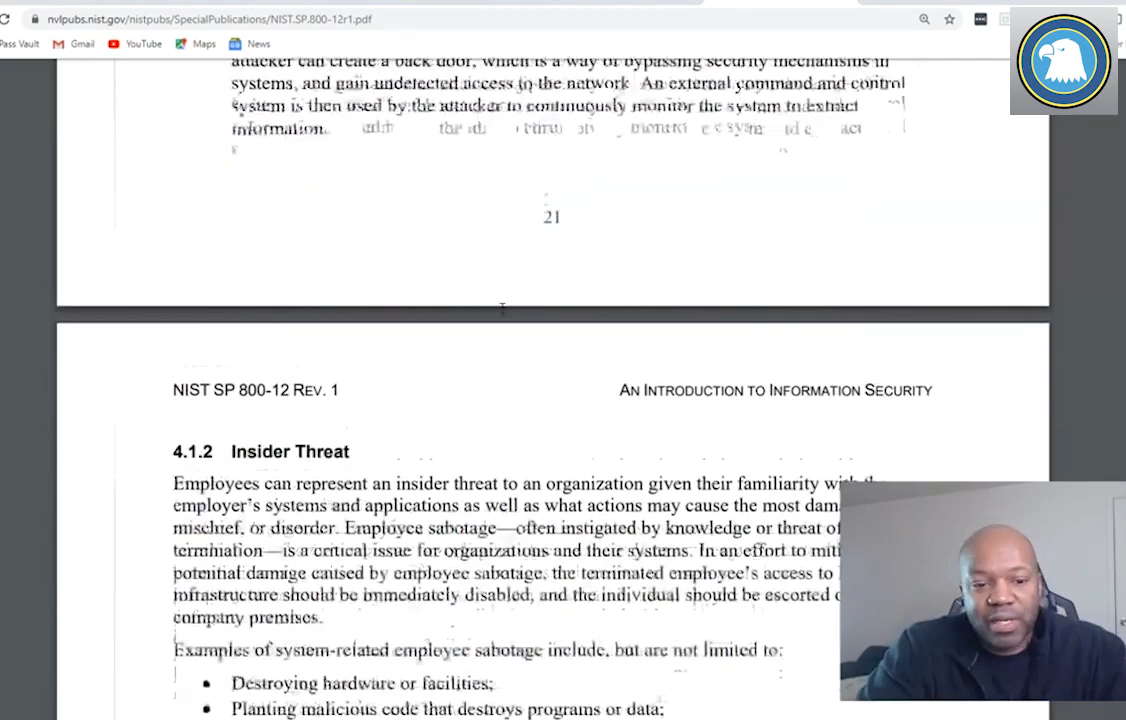 nvlpubs.nist.gov/nistpubs/SpecialPublications/NIST.SP.800-12r1.pdf
Pass Vault Gmail YouTube Maps News
attacker can create a back door, which is a way of bypassing security mechanisms in
systems, and gain undetected access to the network. An external command and control
system is then used by the attacker to continuously monitor the system to extract
information.
21
NIST SP 800-12 REV. 1 AN INTRODUCTION TO INFORMATION SECURITY
4.1.2 Insider Threat
Employees can represent an insider threat to an organization given their familiarity with the
employer's systems and applications as well as what actions may cause the most dam
mischief, or disorder. Employee sabotage—often instigated by knowledge or threat of
termination—is a critical issue for organizations and their systems. In an effort to mit
potential damage caused by employee sabotage, the terminated employee's access to
infrastructure should be immediately disabled, and the individual should be escorted
company premises.
Examples of system-related employee sabotage include, but are not limited to:
• Destroying hardware or facilities;
• Planting malicious code that destroys programs or data;